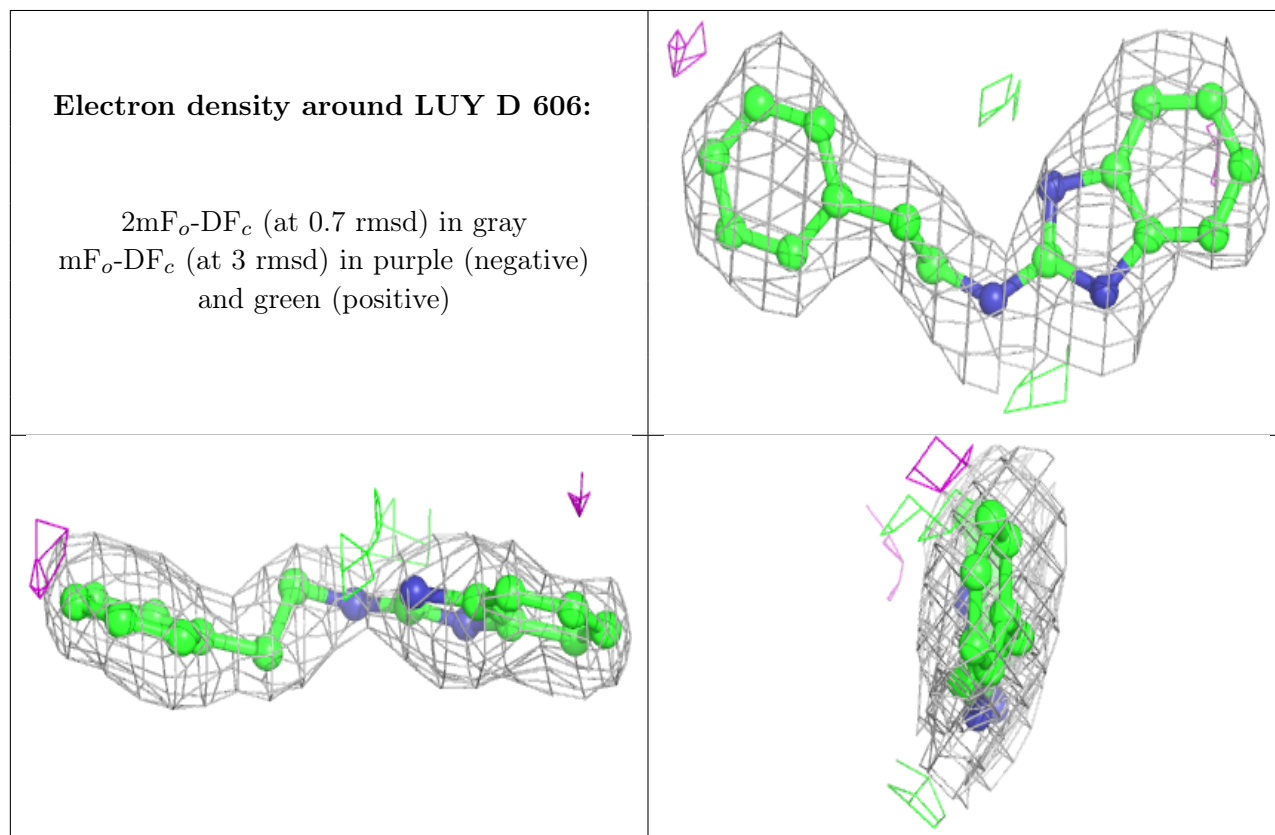 Electron density around LUY D 606:
2mFo-DFc (at 0.7 rmsd) in gray
mFo-DFc (at 3 rmsd) in purple (negative)
and green (positive)